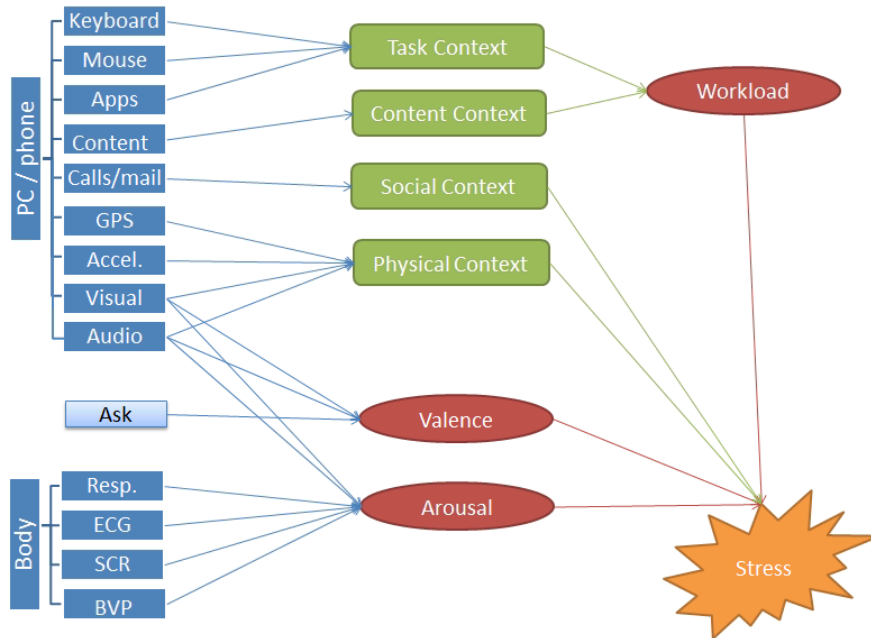 PC / phone
Keyboard
Mouse
Apps
Content
Calls/mail
GPS
Accel.
Visual
Audio
Ask
Body
Resp.
ECG
SCR
BVP
Task Context
Content Context
Social Context
Physical Context
Valence
Arousal
Workload
Stress